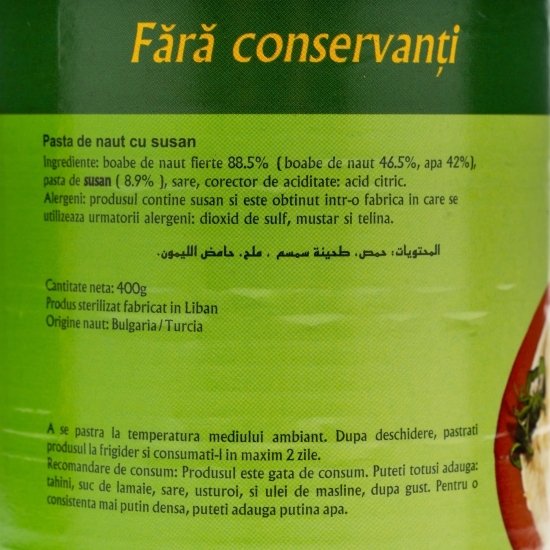 Fără conservanți
Pasta de naut cu susan
Ingrediente: boabe de naut fierte 88.5% ( boabe de naut 46.5%, apa 42%),
pasta de susan ( 8.9% ), sare, corector de aciditate: acid citric.
Alergeni: produsul contine susan si este obtinut intr-o fabrica in care se
utilizeaza urmatorii alergeni: dioxid de sulf, mustar si telina.
المحتويات: حمص، طحينة سمسم ، ملح، حامض الليمون.
Cantitate neta: 400g
Produs sterilizat fabricat in Liban
Origine naut: Bulgaria/Turcia
A se pastra la temperatura mediului ambiant. Dupa deschidere, pastrati
produsul la frigider si consumati-l in maxim 2 zile.
Recomandare de consum: Produsul este gata de consum. Puteti totusi adauga:
tahini, suc de lamaie, sare, usturoi, si ulei de masline, dupa gust. Pentru o
consistenta mai putin densa, puteti adauga putina apa.